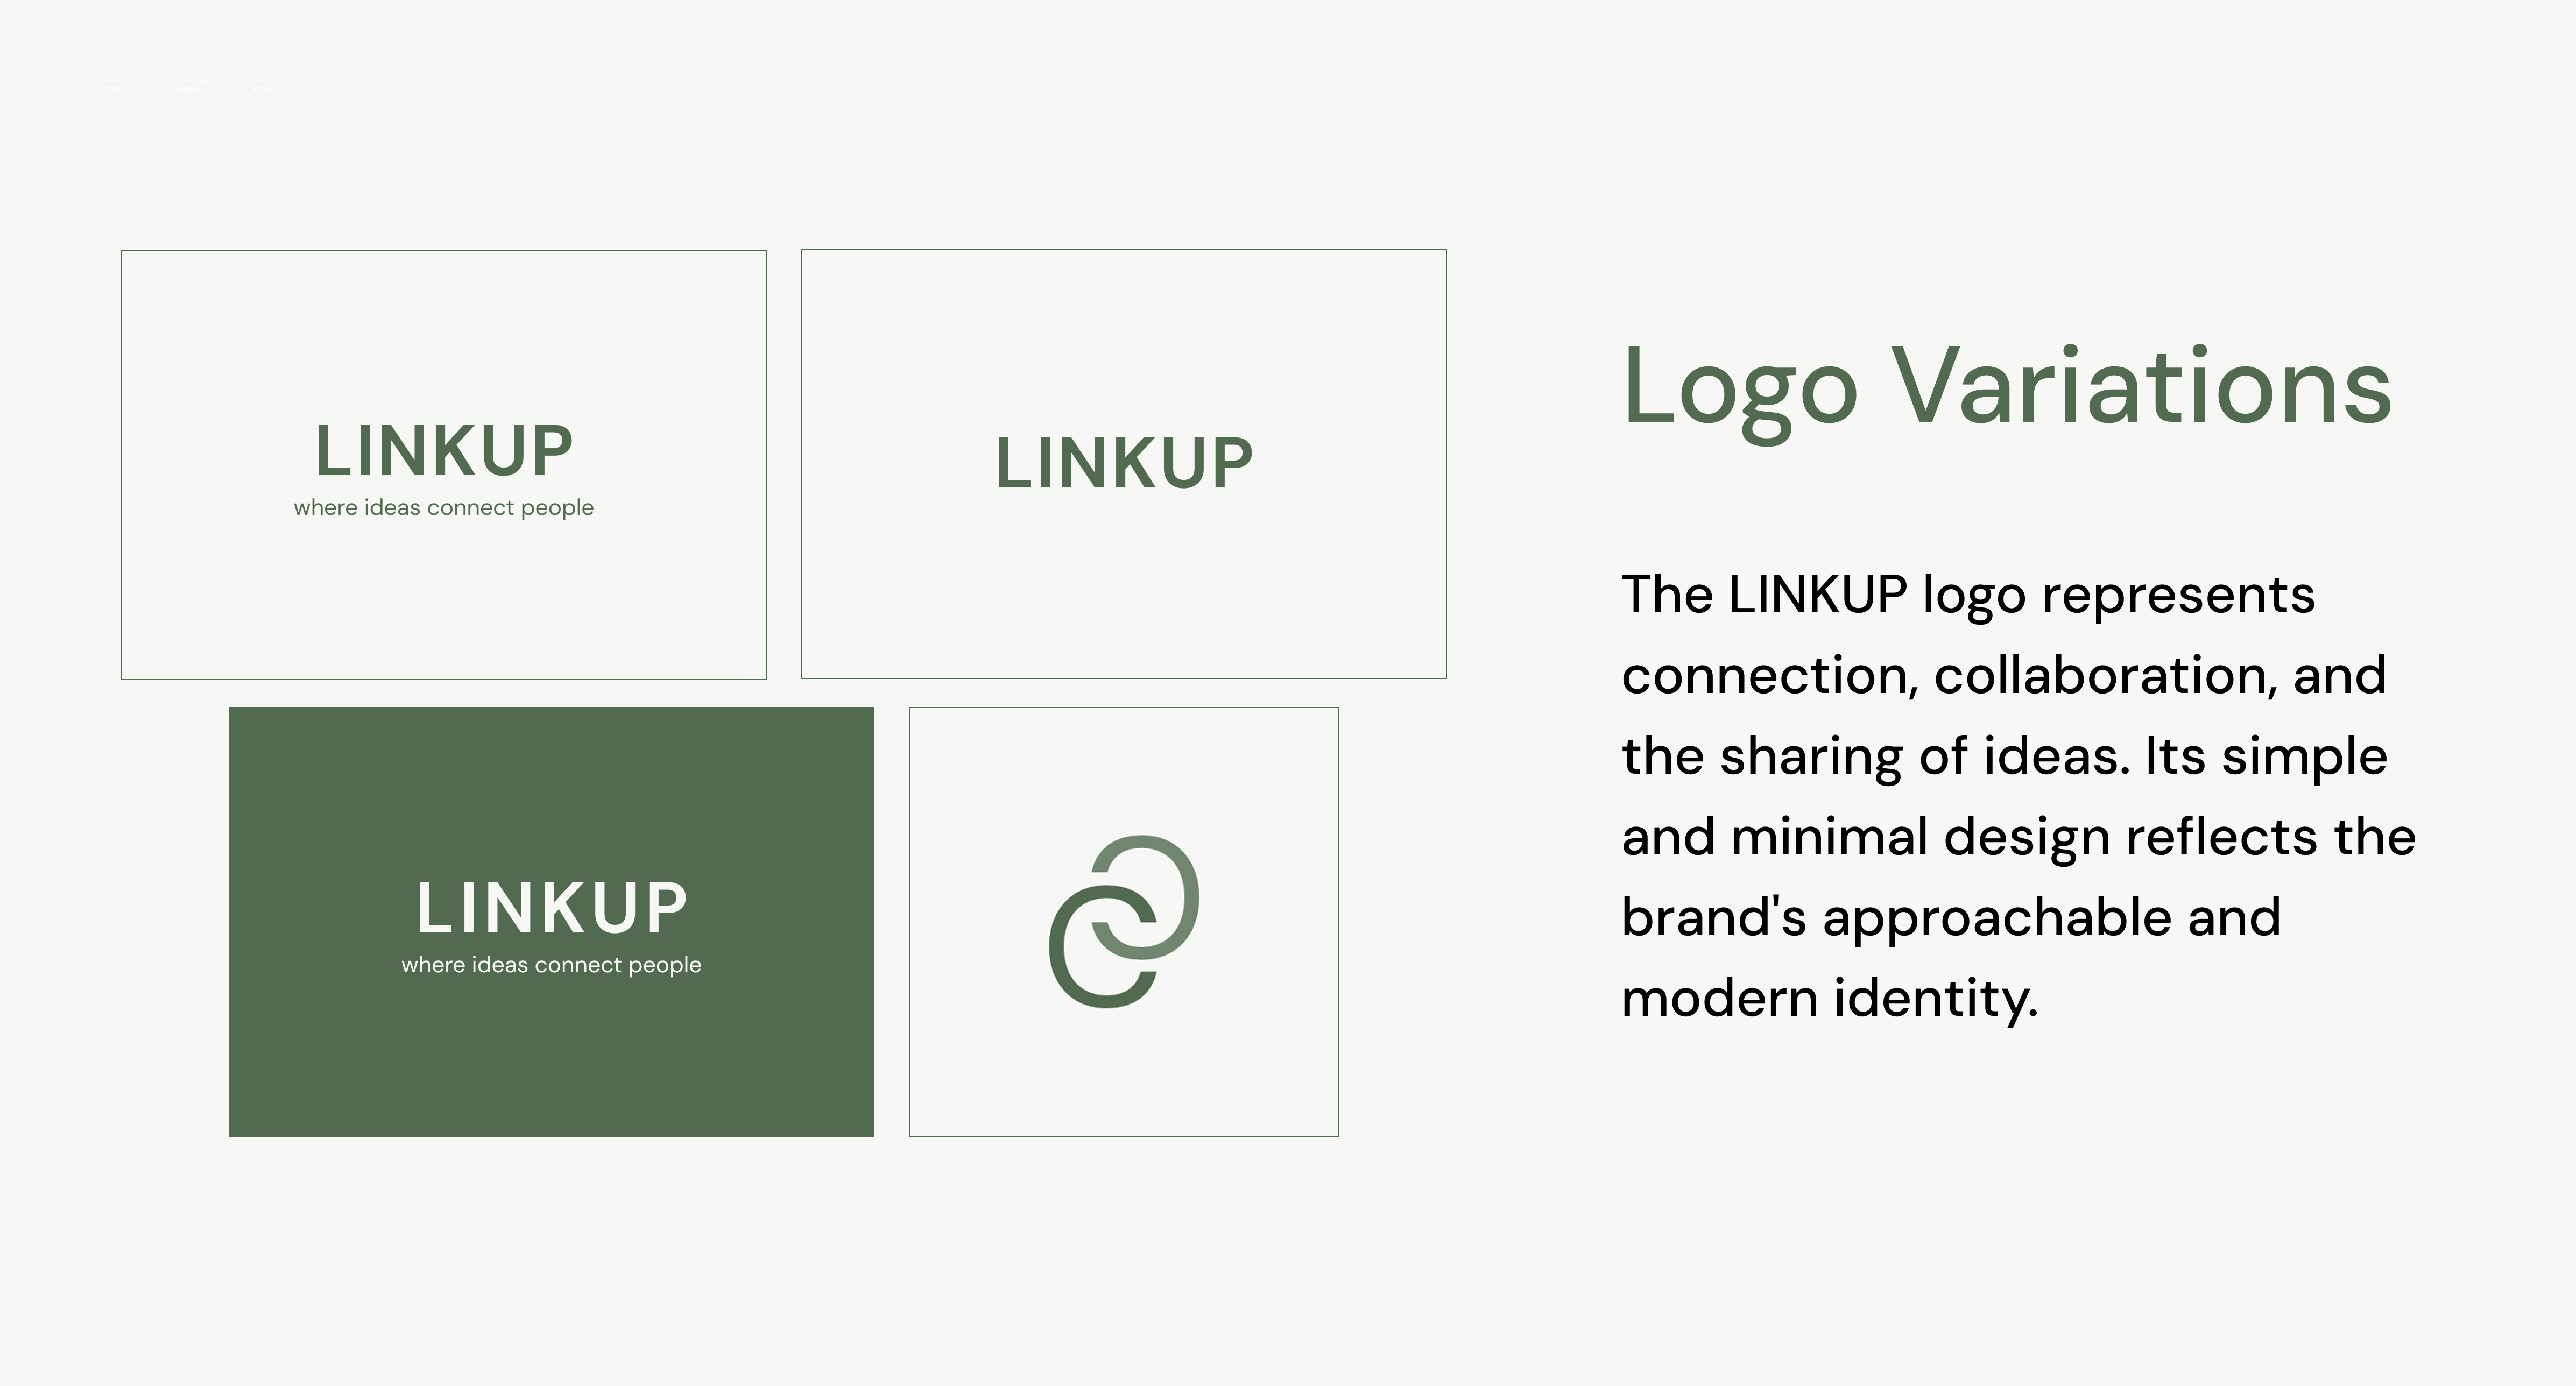 LINKUP
where ideas connect people
LINKUP
LINKUP
where ideas connect people
Logo Variations
The LINKUP logo represents
connection, collaboration, and
the sharing of ideas. Its simple
and minimal design reflects the
brand's approachable and
modern identity.